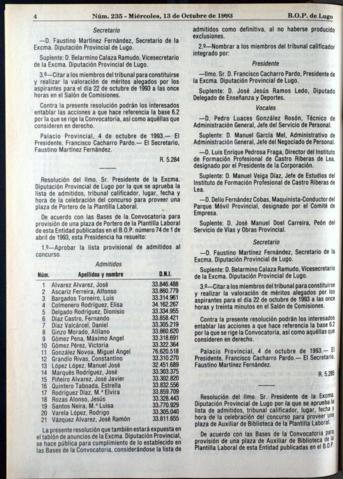 4 Núm. 235 - Miércoles, 13 de Octubre de 1993 B.O.P. de Lugo
Secretario
—D. Faustino Martínez Fernández, Secretario de la
Excma. Diputación Provincial de Lugo.
Suplente: D. Belarmino Calaza Ramudo, Vicesecretario
de la Excma. Diputación Provincial de Lugo.
3.º—Citar a los miembros del tribunal para constituirse
y realizar la valoración de méritos alegados por los
aspirantes para el día 22 de octubre de 1993 a las once
horas en el Salón de Comisiones.
Contra la presente resolución podrán los interesados
entablar las acciones a que hace referencia la base 6.2
por la que se rige la Convocatoria, así como aquéllas que
consideren en derecho.
Palacio Provincial, 4 de octubre de 1993.— El
Presidente, Francisco Cacharro Pardo.— El Secretario,
Faustino Martínez Fernández.
R. 5.284
Resolución del Ilmo. Sr. Presidente de la Excma.
Diputación Provincial de Lugo por la que se aprueba la
lista de admitidos, tribunal calificador, lugar, fecha y
hora de la celebración del concurso para proveer una
plaza de Portero de la Plantilla Laboral
De acuerdo con las Bases de la Convocatoria para
provisión de una plaza de Portero de la Plantilla Laboral
de esta Entidad publicadas en el B.O.P. número 74 de 1 de
abril de 1993, esta Presidencia ha resuelto:
1.º—Aprobar la lista provisional de admitidos al
concurso.
Admitidos
Núm. Apellidos y nombre D.N.I.
1 Alvarez Alvarez, José 33.846.488
2 Ascariz Ferreira, Alfonso 33.860.779
3 Bargados Torneiro, Luis 33.314.961
4 Colmenero Rodríguez, Elisa 34.162.267
5 Delgado Rodríguez, Dionisio 33.334.955
6 Díaz Castro, Fernando 33.858.421
7 Díaz Valcárcel, Daniel 33.305.219
8 Ginzo Morado, Atilano 33.860.620
9 Gómez Pena, Máximo Angel 33.318.691
10 Gómez Pérez, Victoria 33.322.364
11 González Novoa, Miguel Angel 76.620.518
12 Grandío Rivas, Constantino 33.310.270
13 López López, Manuel José 32.451.689
14 Marqués Rodríguez, José 33.303.375
15 Piñeiro Alvarez, José Javier 33.302.820
16 Quintero Taboada, Estrella 33.832.556
17 Rodríguez Díaz, M.ª Elvira 33.859.709
18 Rozas Alonso, Jesús 33.328.443
19 Santos Neira, M.ª Luisa 33.770.929
20 Varela López, Rodrigo 33.305.040
21 Vázquez Alvarez, José Ramón 33.811.655
La presente resolución que también estará expuesta en
el tablón de anuncios de la Excma. Diputación Provincial,
se hace pública para cumplimiento de lo establecido en
las Bases de la Convocatoria, considerándose la lista de
admitidos como definitiva, al no haberse producido
exclusiones.
2.º—Nombrar a los miembros del tribunal calificador
integrado por:
Presidente
—Ilmo. Sr. D. Francisco Cacharro Pardo, Presidente de
la Excma. Diputación Provincial de Lugo.
Suplente: D. José Jesús Ramos Ledo, Diputado
Delegado de Enseñanza y Deportes.
Vocales
—D. Pedro Luaces González Rosón, Técnico de
Administración General, Jefe del Servicio de Personal.
Suplente: D. Manuel García Mel, Administrativo de
Administración General, Jefe del Negociado de Personal.
—D. Luis Enrique Pedrosa Fraga, Director del Instituto
de Formación Profesional de Castro Riberas de Lea,
designado por el Presidente de la Corporación.
Suplente: D. Manuel Veiga Díaz, Jefe de Estudios del
Instituto de Formación Profesional de Castro Riberas de
Lea.
—D. Delio Fernández Cobas, Maquinista-Conductor del
Parque Móvil Provincial, designado por el Comité de
Empresa.
Suplente: D. José Manuel Doel Carreira, Peón del
Servicio de Vías y Obras Provincial.
Secretario
—D. Faustino Martínez Fernández, Secretario de la
Excma. Diputación Provincial de Lugo.
Suplente: D. Belarmino Calaza Ramudo, Vicesecretario
de la Excma. Diputación Provincial de Lugo.
3.º—Citar a los miembros del tribunal para constituirse
y realizar la valoración de méritos alegados por los
aspirantes para el día 22 de octubre de 1993 a las once
horas y treinta minutos en el Salón de Comisiones.
Contra la presente resolución podrán los interesados
entablar las acciones a que hace referencia la base 6.2
por la que se rige la Convocatoria, así como aquéllas que
consideren en derecho.
Palacio Provincial, 4 de octubre de 1993.— El
Presidente, Francisco Cacharro Pardo.— El Secretario,
Faustino Martínez Fernández.
R. 5.285
Resolución del Ilmo. Sr. Presidente de la Excma.
Diputación Provincial de Lugo por la que se aprueba la
lista de admitidos, tribunal calificador, lugar, fecha y
hora de la celebración del concurso para proveer una
plaza de Auxiliar de Biblioteca de la Plantilla Laboral.
De acuerdo con las Bases de la Convocatoria para
provisión de una plaza de Auxiliar de Biblioteca de la
Plantilla Laboral de esta Entidad publicadas en el B.O.P.